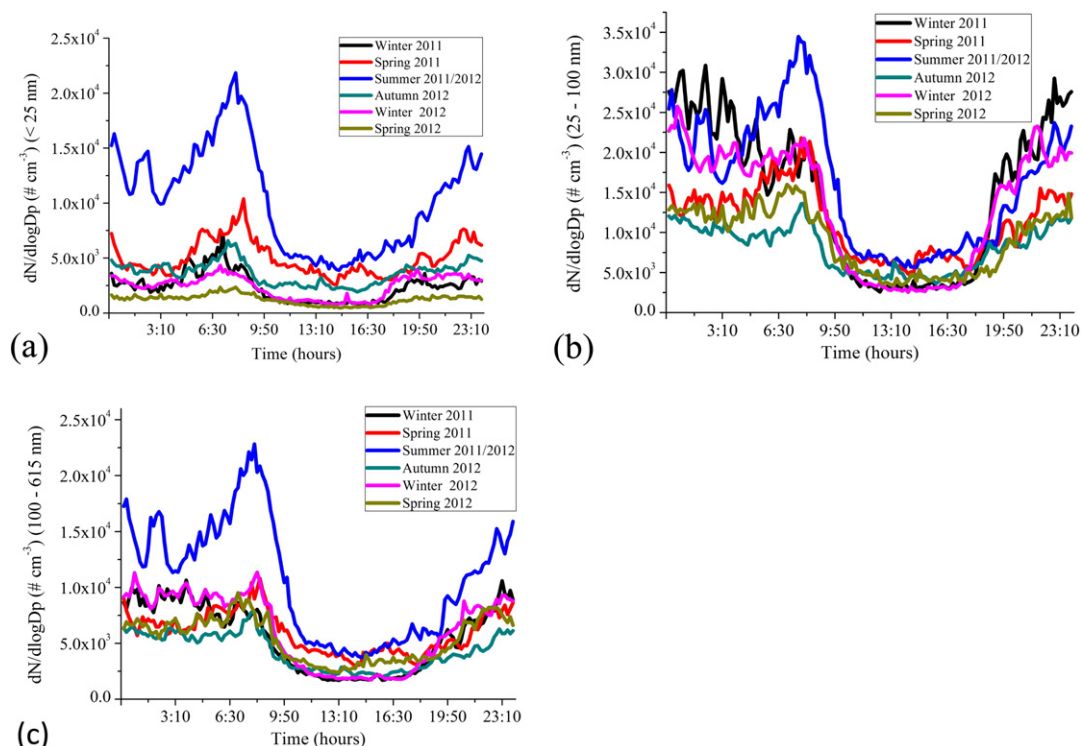 dN/dlogDp (# cm⁻³) (< 25 nm)
2.5x10⁴
2.0x10⁴
1.5x10⁴
1.0x10⁴
5.0x10³
0.0
Winter 2011
Spring 2011
Summer 2011/2012
Autumn 2012
Winter 2012
Spring 2012
3:10 6:30 9:50 13:10 16:30 19:50 23:10
Time (hours)
(a)
dN/dlogDp (# cm⁻³) (25 - 100 nm)
3.5x10⁴
3.0x10⁴
2.5x10⁴
2.0x10⁴
1.5x10⁴
1.0x10⁴
5.0x10³
0.0
Winter 2011
Spring 2011
Summer 2011/2012
Autumn 2012
Winter 2012
Spring 2012
3:10 6:30 9:50 13:10 16:30 19:50 23:10
Time (hours)
(b)
dN/dlogDp (# cm⁻³) (100 - 615 nm)
2.5x10⁴
2.0x10⁴
1.5x10⁴
1.0x10⁴
5.0x10³
0.0
Winter 2011
Spring 2011
Summer 2011/2012
Autumn 2012
Winter 2012
Spring 2012
3:10 6:30 9:50 13:10 16:30 19:50 23:10
Time (hours)
(c)